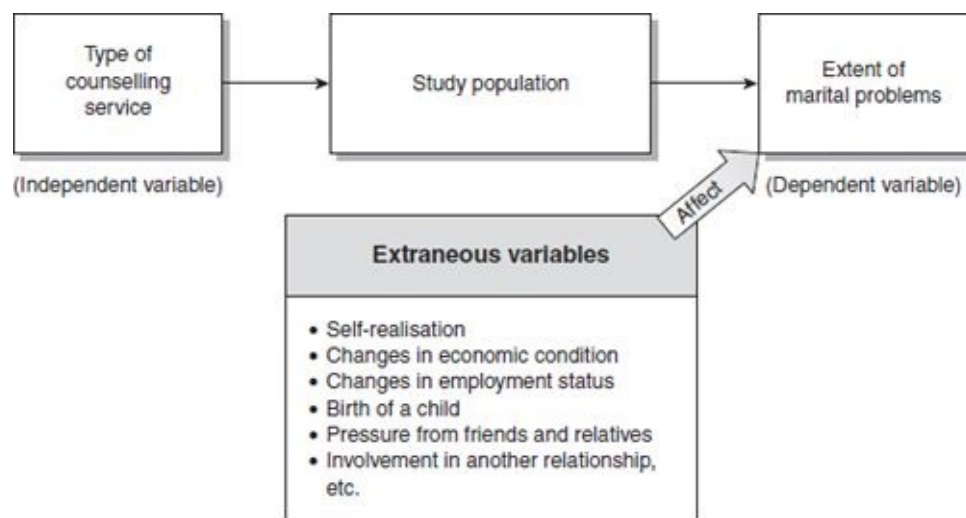 Type of
counselling
service
Study population
Extent of
marital problems
(Independent variable)
(Dependent variable)
Affect
Extraneous variables
• Self-realisation
• Changes in economic condition
• Changes in employment status
• Birth of a child
• Pressure from friends and relatives
• Involvement in another relationship,
etc.